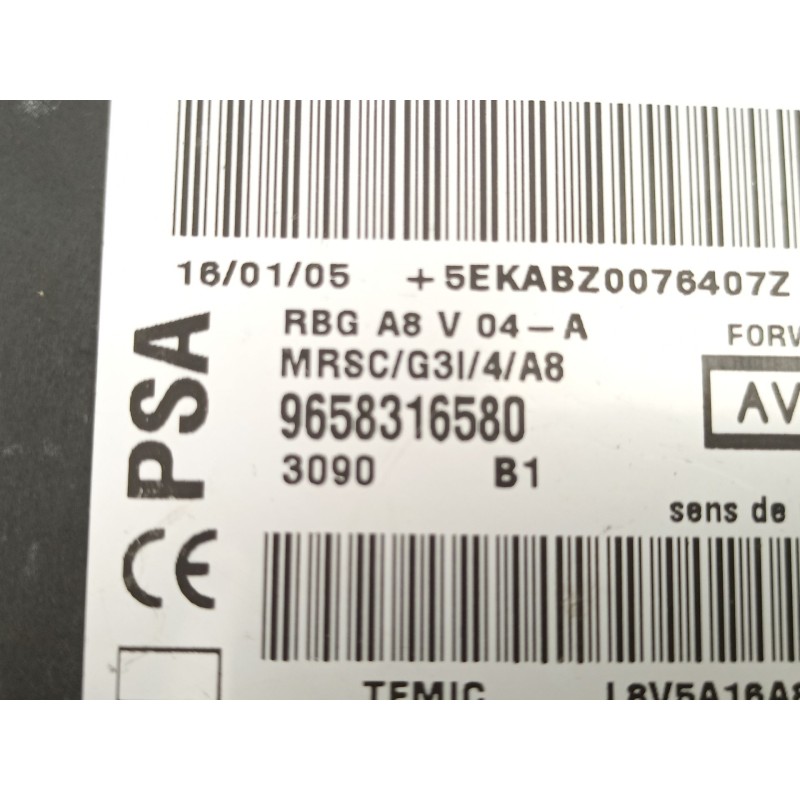 16/01/05 +5EKABZ0076407Z
RBG A8 V 04-A
MRSC/G3I/4/A8
9658316580
3090 B1
PSA
CE
FORW
AV
sens de
TEMIC L8V5A16A8